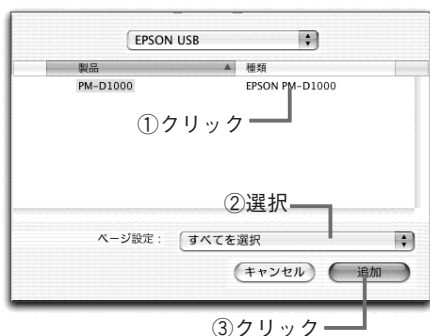 EPSON USB
製品 種類
PM-D1000 EPSON PM-D1000
①クリック
②選択
ページ設定： すべてを選択
キャンセル 追加
③クリック